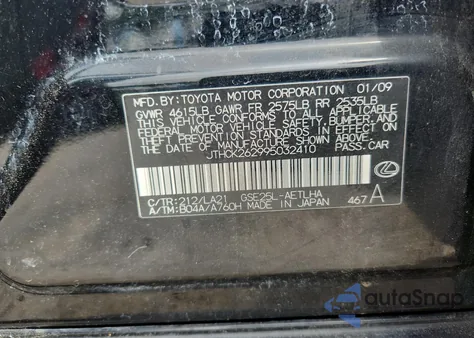 MFD.BY:TOYOTA MOTOR CORPORATION 01/09
GVWR 4615LB GAWR FR 2575LB RR 2535LB
THIS VEHICLE CONFORMS TO ALL APPLICABLE
FEDERAL MOTOR VEHICLE SAFETY, BUMPER, AND
THEFT PREVENTION STANDARDS IN EFFECT ON
THE DATE OF MANUFACTURE SHOWN ABOVE.
JTHCK262995032410 PASS.CAR
C/TR:212/LA21 GSE25L-AETLHA
A/TM:B04A/A760H MADE IN JAPAN 467 A
autoSnap